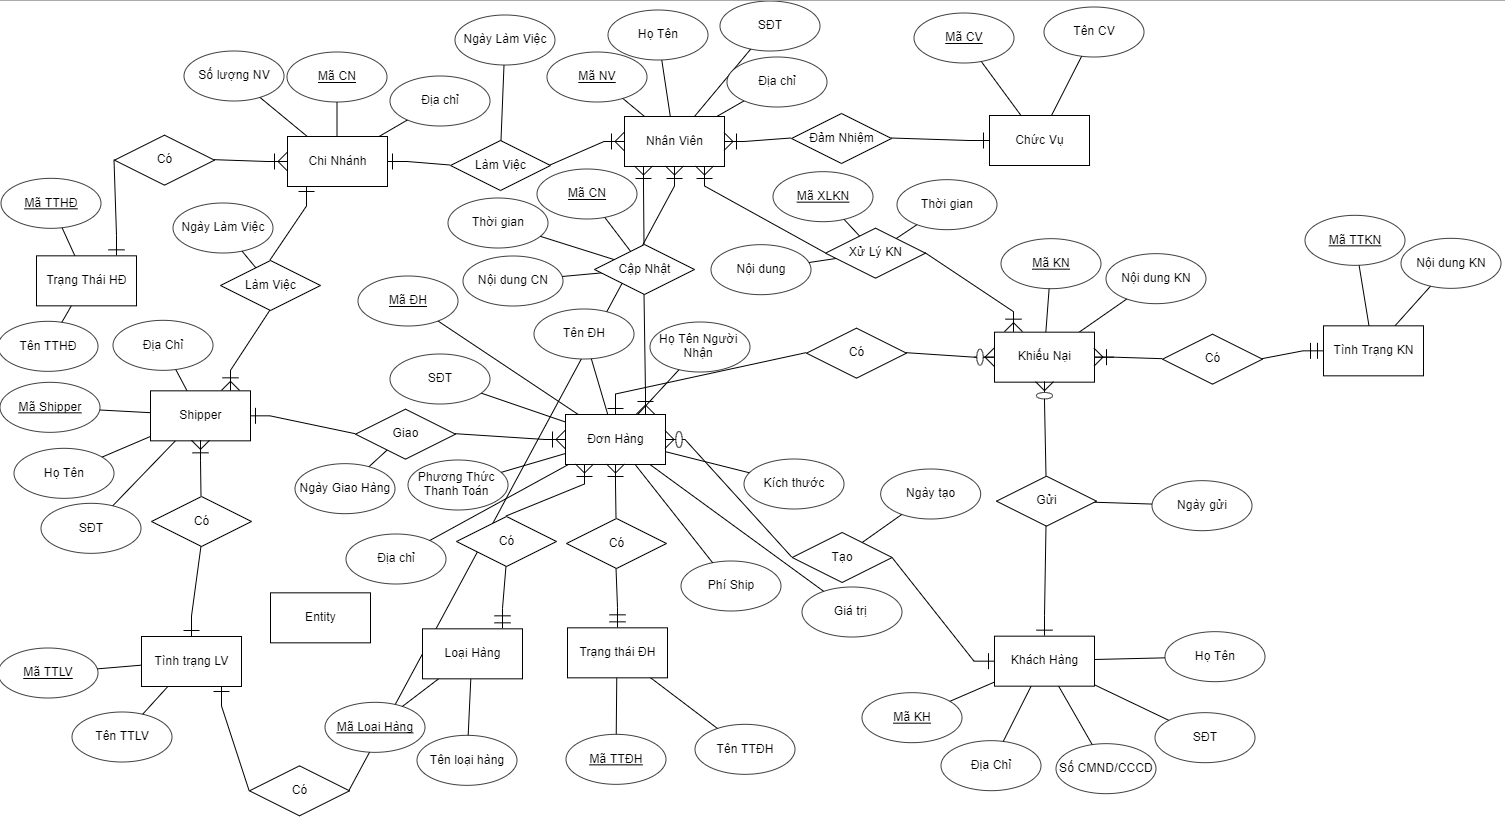 SĐT
Họ Tên
Ngày Làm Việc
Mã CV
Tên CV
Số lượng NV
Mã CN
Mã NV
Địa chỉ
Địa chỉ
Chi Nhánh
Có
Làm Việc
Nhân Viên
Đảm Nhiệm
Chức Vụ
Mã TTHĐ
Ngày Làm Việc
Thời gian
Mã CN
Mã XLKN
Thời gian
Trạng Thái HĐ
Làm Việc
Nội dung CN
Cập Nhật
Nội dung
Xử Lý KN
Mã KN
Nội dung KN
Mã TTKN
Nội dung KN
Mã ĐH
Tên TTHĐ
Địa Chỉ
Tên ĐH
Họ Tên Người
Nhận
Có
Khiếu Nại
Có
Tình Trạng KN
SĐT
Mã Shipper
Shipper
Giao
Đơn Hàng
Họ Tên
Ngày Giao Hàng
Phương Thức
Thanh Toán
Kích thước
SĐT
Có
Địa chỉ
Có
Có
Ngày tạo
Gửi
Ngày gửi
Tạo
Phí Ship
Giá trị
Entity
Mã TTLV
Tình trạng LV
Loại Hàng
Trạng thái ĐH
Khách Hàng
Họ Tên
Tên TTLV
Mã Loại Hàng
Tên loại hàng
Mã TTĐH
Tên TTĐH
Mã KH
Địa Chỉ
Số CMND/CCCD
SĐT
Có